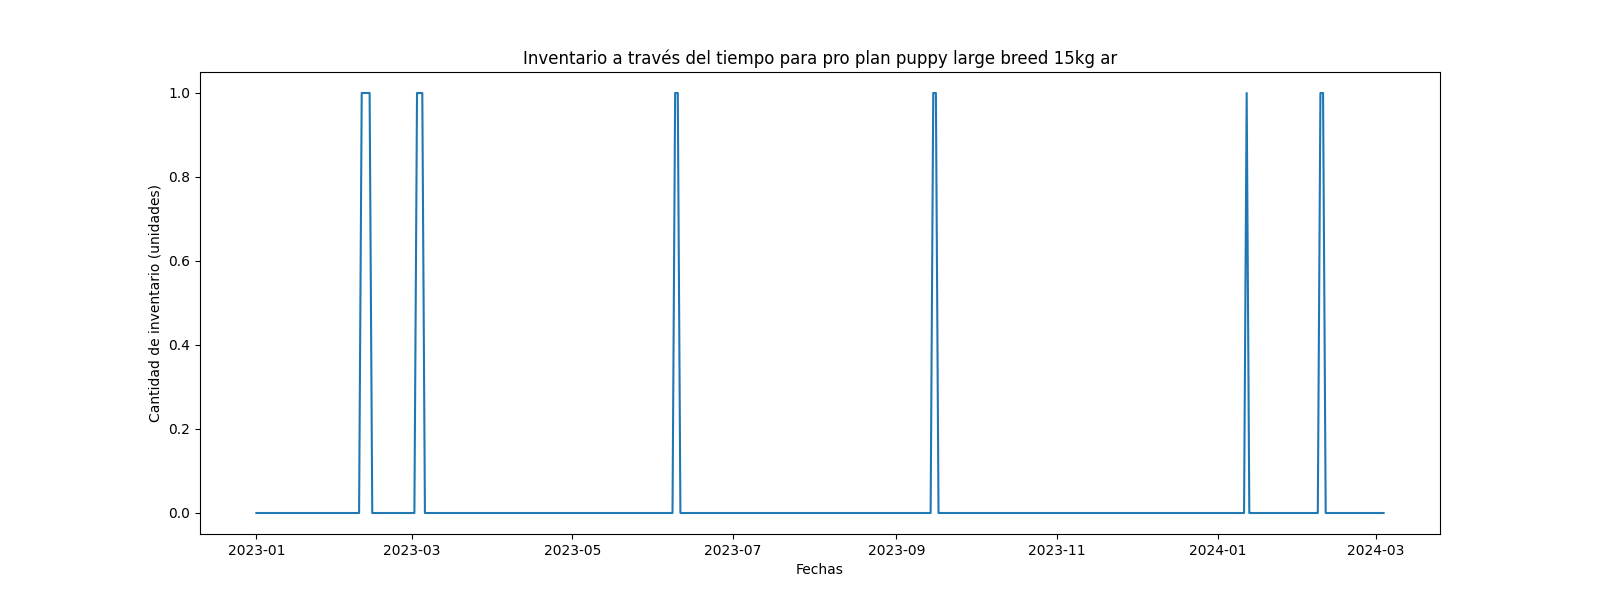 Inventario a través del tiempo para pro plan puppy large breed 15kg ar
Cantidad de inventario (unidades)
1.0
0.8
0.6
0.4
0.2
0.0
2023-01 2023-03 2023-05 2023-07 2023-09 2023-11 2024-01 2024-03
Fechas